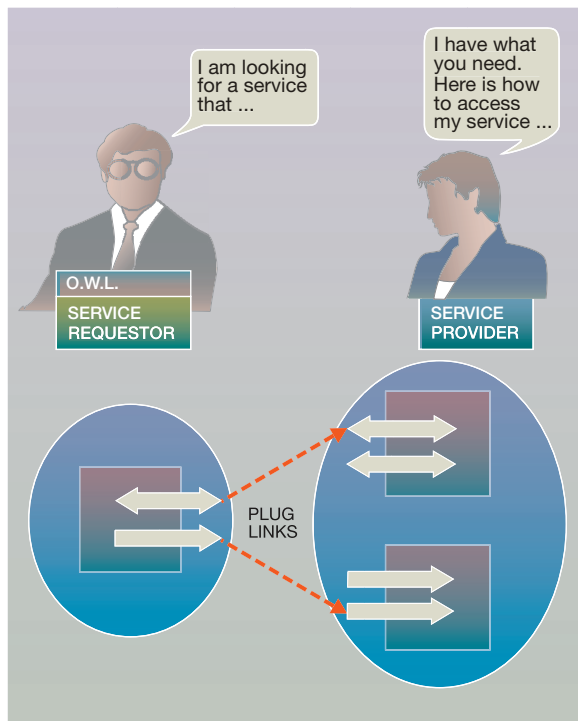 I am looking
for a service
that ...
I have what
you need.
Here is how
to access
my service ...
O.W.L.
SERVICE
REQUESTOR
SERVICE
PROVIDER
PLUG
LINKS